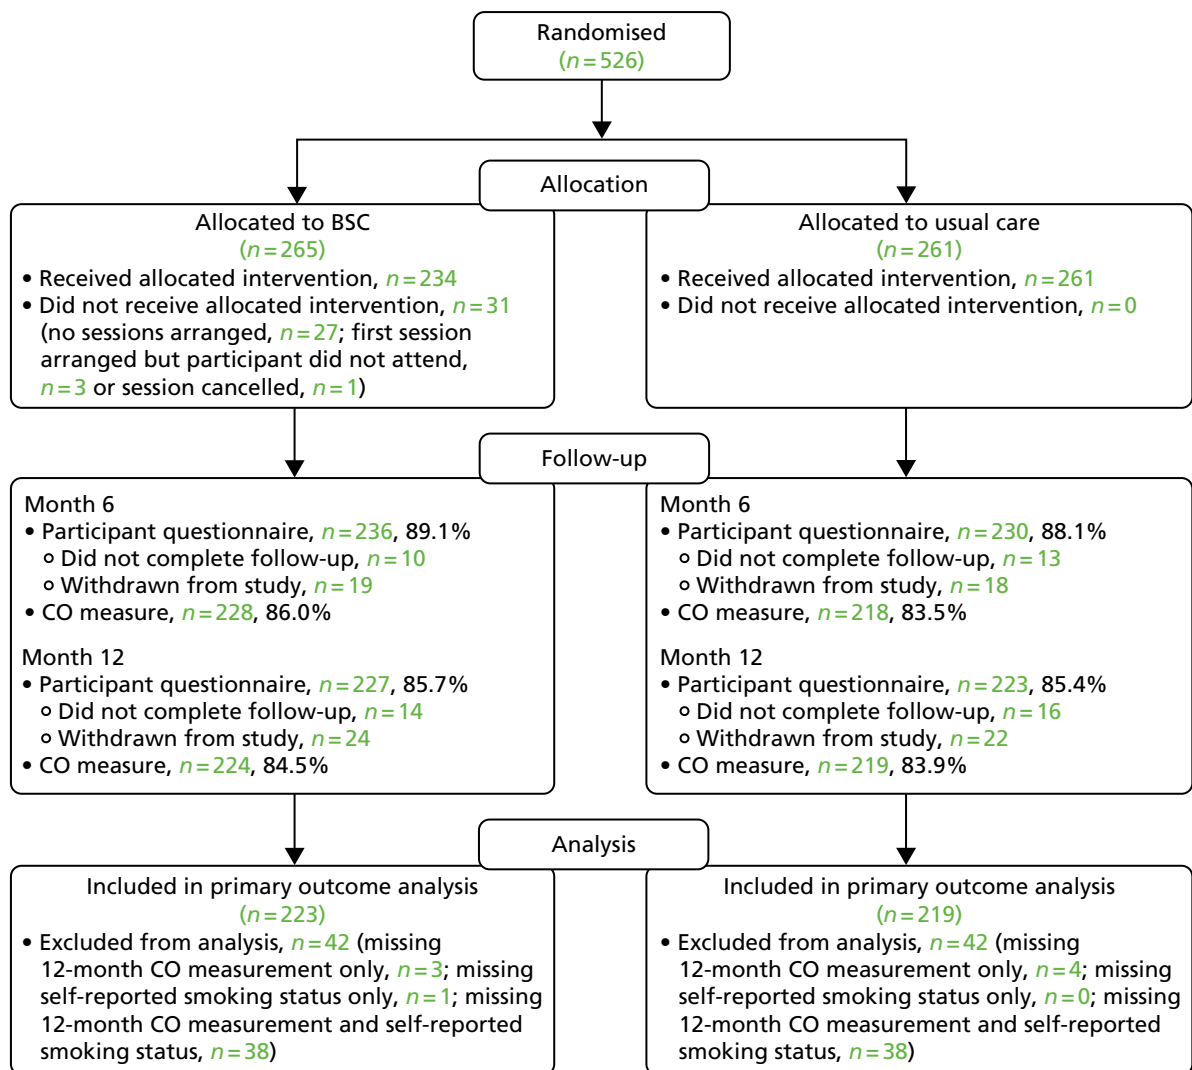 Randomised
(n=526)
Allocation
Allocated to BSC
(n=265)
• Received allocated intervention, n=234
• Did not receive allocated intervention, n=31
(no sessions arranged, n=27; first session
arranged but participant did not attend,
n=3 or session cancelled, n=1)
Allocated to usual care
(n=261)
• Received allocated intervention, n=261
• Did not receive allocated intervention, n=0
Follow-up
Month 6
• Participant questionnaire, n=236, 89.1%
o Did not complete follow-up, n=10
o Withdrawn from study, n=19
• CO measure, n=228, 86.0%
Month 12
• Participant questionnaire, n=227, 85.7%
o Did not complete follow-up, n=14
o Withdrawn from study, n=24
• CO measure, n=224, 84.5%
Month 6
• Participant questionnaire, n=230, 88.1%
o Did not complete follow-up, n=13
o Withdrawn from study, n=18
• CO measure, n=218, 83.5%
Month 12
• Participant questionnaire, n=223, 85.4%
o Did not complete follow-up, n=16
o Withdrawn from study, n=22
• CO measure, n=219, 83.9%
Analysis
Included in primary outcome analysis
(n=223)
• Excluded from analysis, n=42 (missing
12-month CO measurement only, n=3; missing
self-reported smoking status only, n=1; missing
12-month CO measurement and self-reported
smoking status, n=38)
Included in primary outcome analysis
(n=219)
• Excluded from analysis, n=42 (missing
12-month CO measurement only, n=4; missing
self-reported smoking status only, n=0; missing
12-month CO measurement and self-reported
smoking status, n=38)